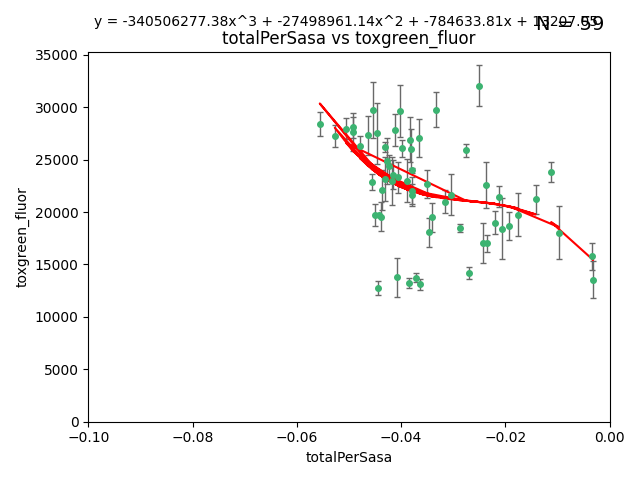 y = -340506277.38x^3 + -27498961.14x^2 + -784633.81x + 13207.95
N = 59
totalPerSasa vs toxgreen_fluor
35000
30000
25000
20000
15000
10000
5000
0
toxgreen_fluor
−0.10 −0.08 −0.06 −0.04 −0.02 0.00
totalPerSasa